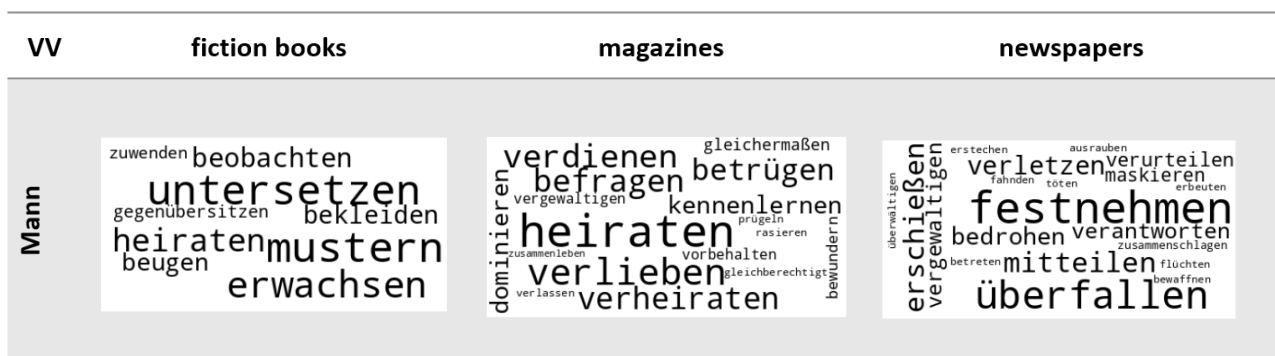 VV fiction books magazines newspapers
Mann
zuwenden beobachten
untersetzen
gegenübersitzen bekleiden
heiraten mustern
beugen
erwachsen
gleichermaßen
verdienen betrügen
befragen
vergewaltigen kennenlernen
dominieren
heiraten prügeln
rasieren
zusammenleben vorbehalten
verlieben gleichberechtigt
bewundern
verlassen verheiraten
erstechen ausrauben
verletzen verurteilen
fahnden töten maskieren
erbeuten
überwältigen
erschießen
vergewaltigen
festnehmen
bedrohen verantworten
zusammenschlagen
betreten mitteilen flüchten
bewaffnen
überfallen